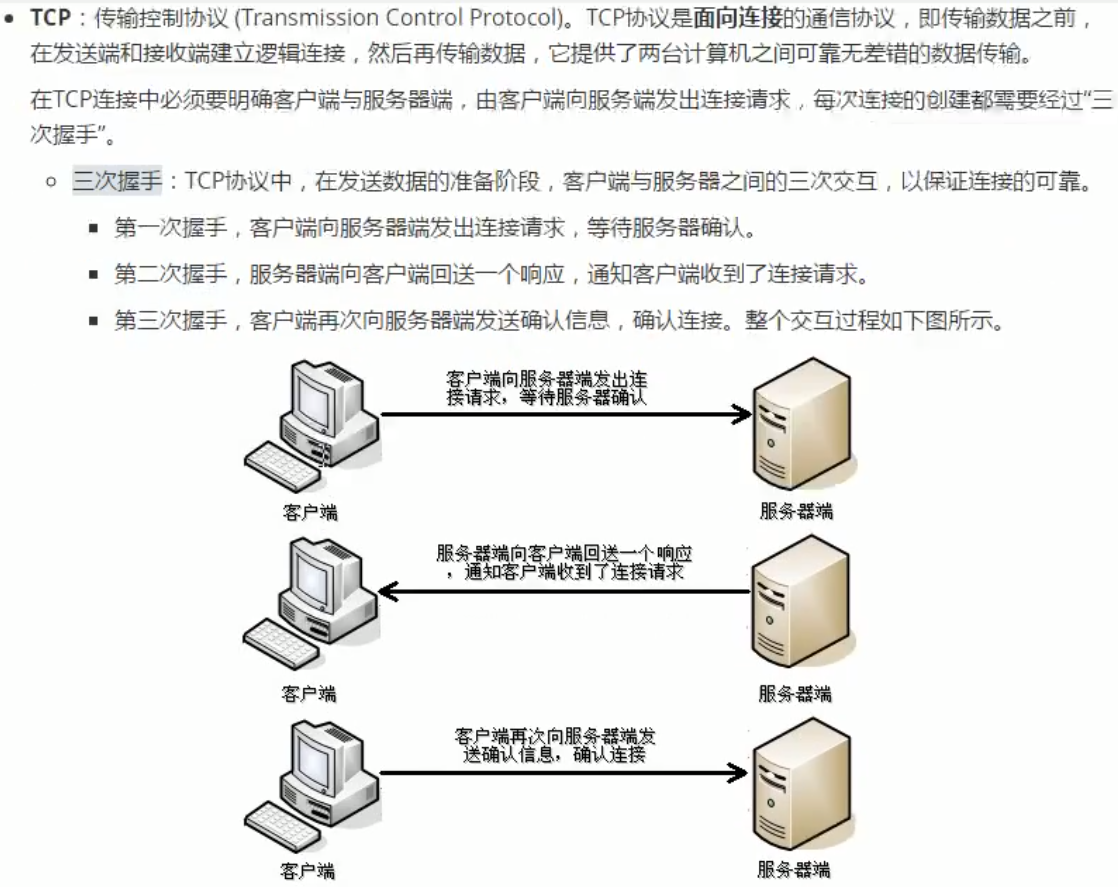 TCP：传输控制协议 (Transmission Control Protocol)。TCP协议是面向连接的通信协议，即传输数据之前，
在发送端和接收端建立逻辑连接，然后再传输数据，它提供了两台计算机之间可靠无差错的数据传输。
在TCP连接中必须要明确客户端与服务器端，由客户端向服务端发出连接请求，每次连接的创建都需要经过“三
次握手”。
三次握手：TCP协议中，在发送数据的准备阶段，客户端与服务器之间的三次交互，以保证连接的可靠。
第一次握手，客户端向服务器端发出连接请求，等待服务器确认。
第二次握手，服务器端向客户端回送一个响应，通知客户端收到了连接请求。
第三次握手，客户端再次向服务器端发送确认信息，确认连接。整个交互过程如下图所示。
客户端向服务器端发出连
接请求，等待服务器确认
客户端
服务器端
服务器端向客户端回送一个响应
，通知客户端收到了连接请求
客户端
服务器端
客户端再次向服务器端发
送确认信息，确认连接
客户端
服务器端